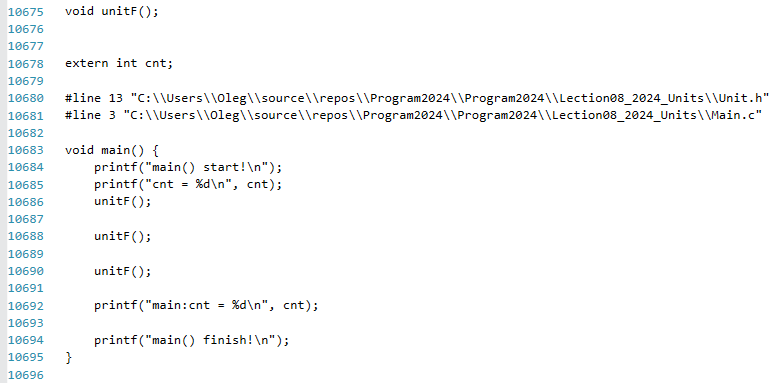 10675 void unitF();
10676
10677
10678 extern int cnt;
10679
10680 #line 13 "C:\\Users\\Oleg\\source\\repos\\Program2024\\Program2024\\Lection08_2024_Units\\Unit.h"
10681 #line 3 "C:\\Users\\Oleg\\source\\repos\\Program2024\\Program2024\\Lection08_2024_Units\\Main.c"
10682
10683 void main() {
10684     printf("main() start!\n");
10685     printf("cnt = %d\n", cnt);
10686     unitF();
10687
10688     unitF();
10689
10690     unitF();
10691
10692     printf("main:cnt = %d\n", cnt);
10693
10694     printf("main() finish!\n");
10695 }
10696